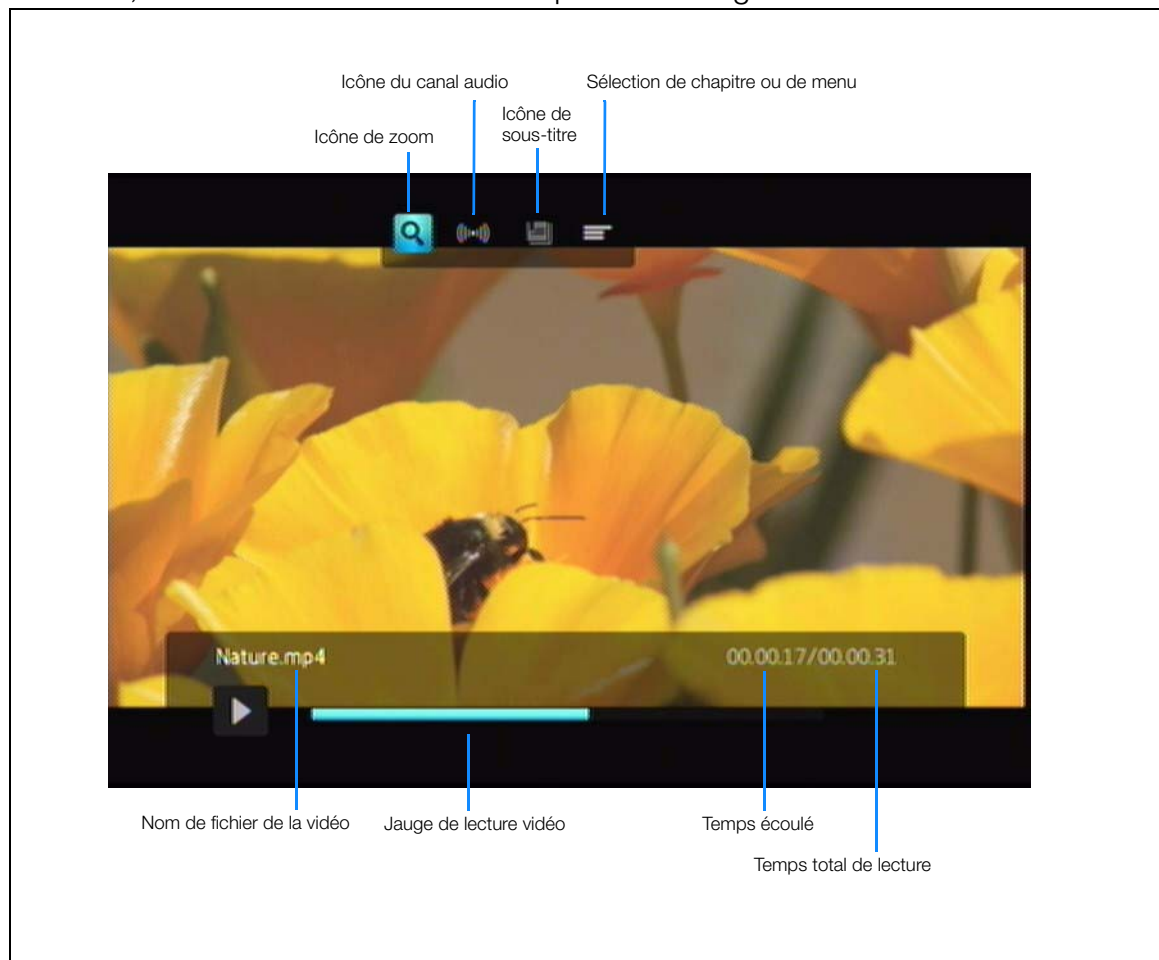 Icône du canal audio
Sélection de chapitre ou de menu
Icône de
sous-titre
Icône de zoom
Nature.mp4
00.00.17/00.00.31
Nom de fichier de la vidéo
Jauge de lecture vidéo
Temps écoulé
Temps total de lecture